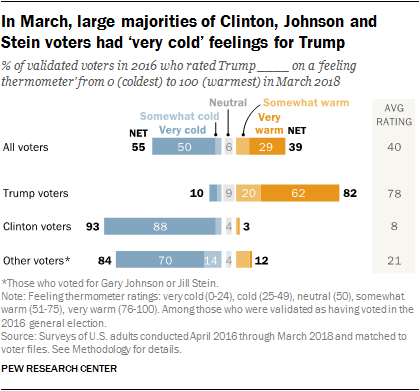 In March, large majorities of Clinton, Johnson and
Stein voters had ‘very cold’ feelings for Trump
% of validated voters in 2016 who rated Trump ____ on a ‘feeling
thermometer’ from 0 (coldest) to 100 (warmest) in March 2018
Neutral
AVG
RATING
Somewhat cold Somewhat warm
NET Very cold Very
warm NET
All voters 55 50 6 29 39 40
Trump voters 10 9 20 62 82 78
Clinton voters 93 88 4 3 8
Other voters* 84 70 14 4 12 21
*Those who voted for Gary Johnson or Jill Stein.
Note: Feeling thermometer ratings: very cold (0-24), cold (25-49), neutral (50), somewhat
warm (51-75), very warm (76-100). Among those who were validated as having voted in the
2016 general election.
Source: Surveys of U.S. adults conducted April 2016 through March 2018 and matched to
voter files. See Methodology for details.
PEW RESEARCH CENTER